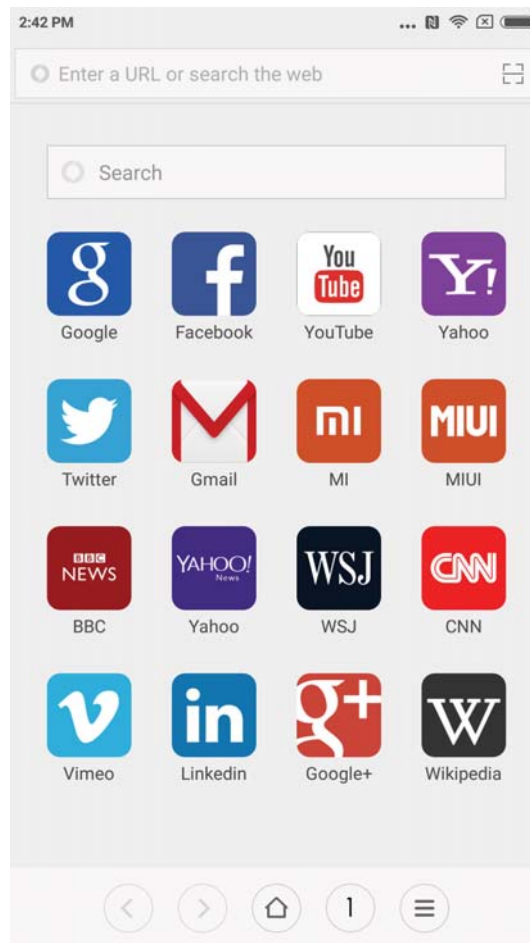 2:42 PM
Enter a URL or search the web
Search
g
f
You
Tube
Y!
Google
Facebook
YouTube
Yahoo
mi
MIUI
Twitter
Gmail
MI
MIUI
BBC
NEWS
YAHOO!
News
WSJ
CNN
BBC
Yahoo
WSJ
CNN
v
in
g+
W
Vimeo
Linkedin
Google+
Wikipedia
1